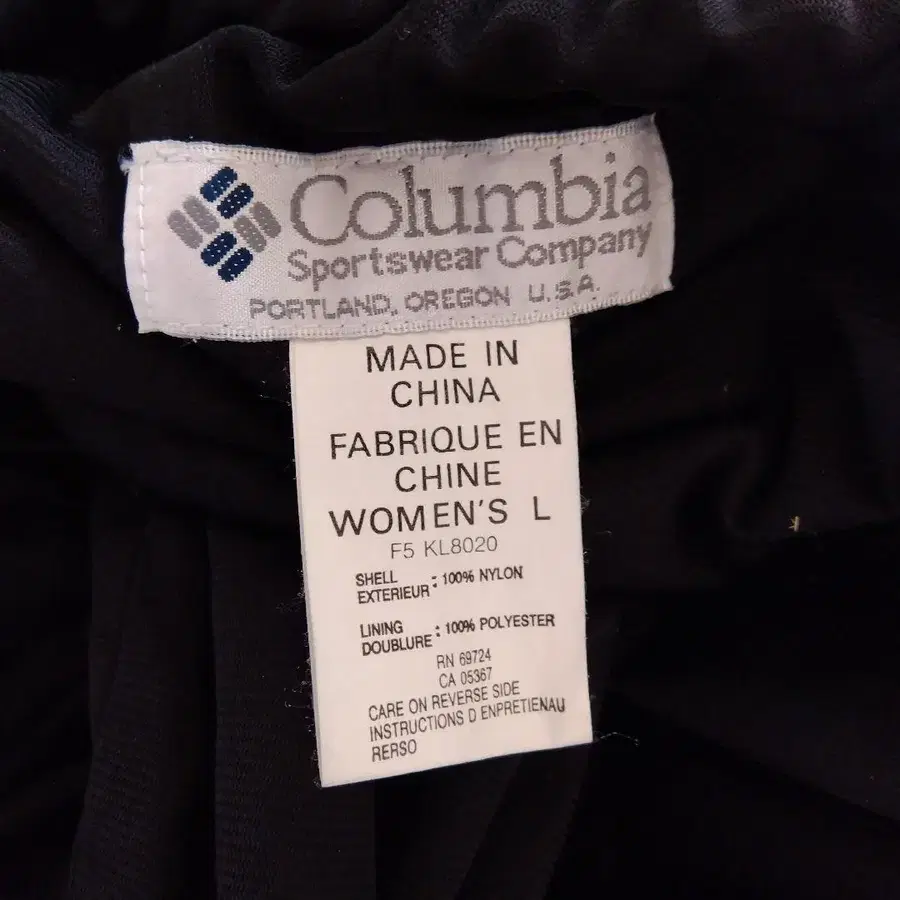 Columbia
Sportswear Company
PORTLAND, OREGON U.S.A.
MADE IN
CHINA
FABRIQUE EN
CHINE
WOMEN'S L
F5 KL8020
SHELL
EXTERIEUR : 100% NYLON
LINING
DOUBLURE : 100% POLYESTER
RN 69724
CA 05367
CARE ON REVERSE SIDE
INSTRUCTIONS D ENPRETIENAU
RERSO